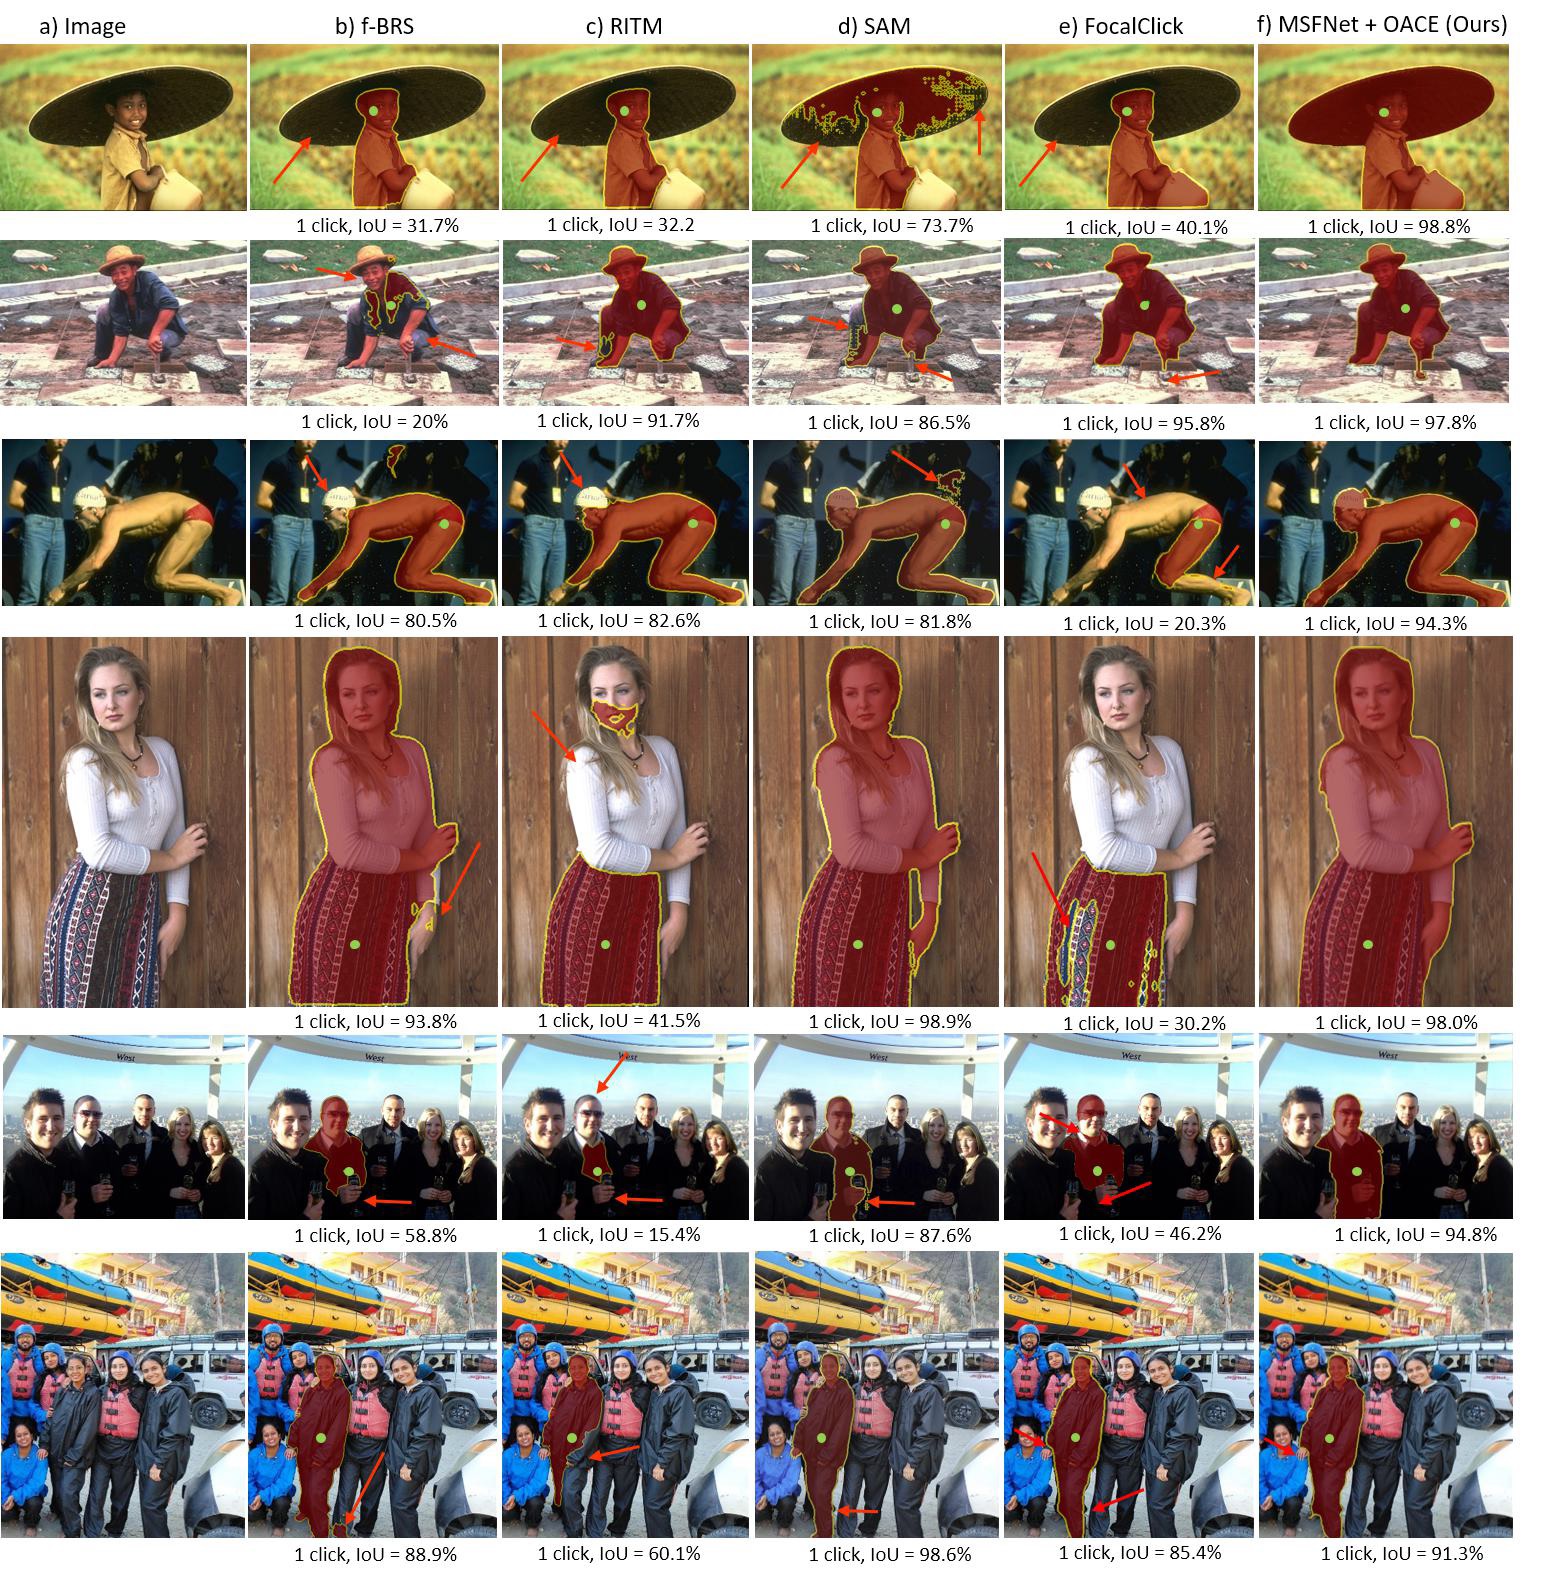 a) Image b) f-BRS c) RITM d) SAM e) FocalClick f) MSFNet + OACE (Ours)
1 click, IoU = 31.7% 1 click, IoU = 32.2 1 click, IoU = 73.7% 1 click, IoU = 40.1% 1 click, IoU = 98.8%
1 click, IoU = 20% 1 click, IoU = 91.7% 1 click, IoU = 86.5% 1 click, IoU = 95.8% 1 click, IoU = 97.8%
1 click, IoU = 80.5% 1 click, IoU = 82.6% 1 click, IoU = 81.8% 1 click, IoU = 20.3% 1 click, IoU = 94.3%
1 click, IoU = 93.8% 1 click, IoU = 41.5% 1 click, IoU = 98.9% 1 click, IoU = 30.2% 1 click, IoU = 98.0%
West West West West West West
1 click, IoU = 58.8% 1 click, IoU = 15.4% 1 click, IoU = 87.6% 1 click, IoU = 46.2% 1 click, IoU = 94.8%
1 click, IoU = 88.9% 1 click, IoU = 60.1% 1 click, IoU = 98.6% 1 click, IoU = 85.4% 1 click, IoU = 91.3%